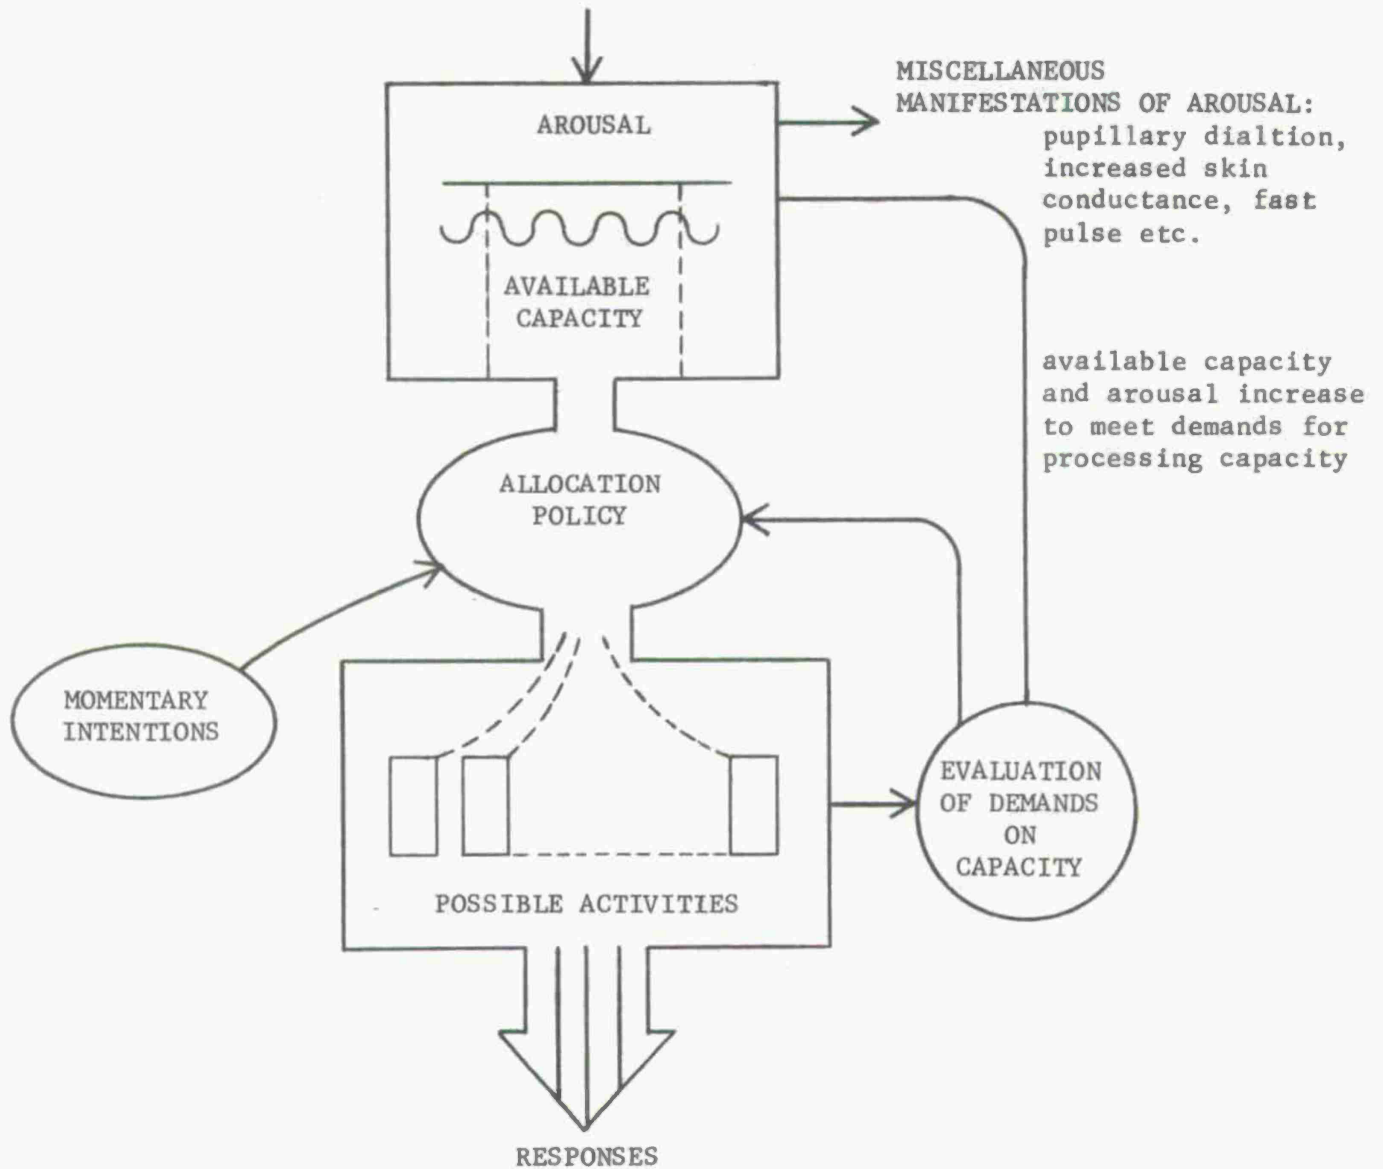 MISCELLANEOUS
MANIFESTATIONS OF AROUSAL:
pupillary dialtion,
increased skin
conductance, fast
pulse etc.
AROUSAL
AVAILABLE
CAPACITY
available capacity
and arousal increase
to meet demands for
processing capacity
ALLOCATION
POLICY
MOMENTARY
INTENTIONS
EVALUATION
OF DEMANDS
ON
CAPACITY
POSSIBLE ACTIVITIES
RESPONSES